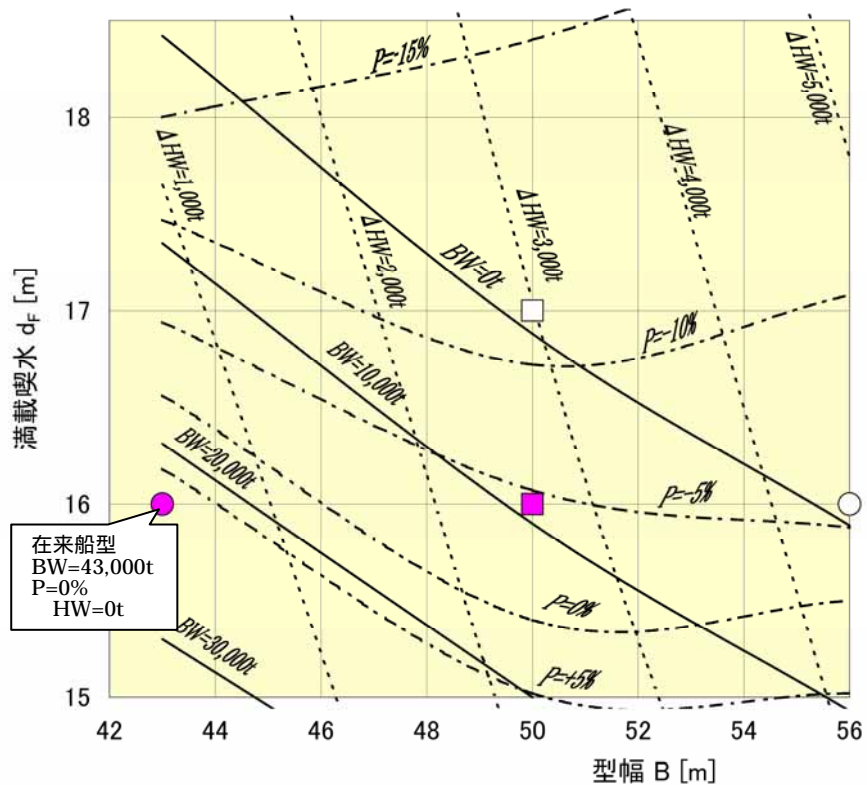 P=-15%
ΔHW=5,000t
18
ΔHW=1,000t
ΔHW=4,000t
ΔHW=2,000t
ΔHW=3,000t
BW=0t
17
P=-10%
BW=10,000t
満載喫水 dF [m]
BW=20,000t
P=-5%
16
在来船型
BW=43,000t
P=0%
HW=0t
P=0%
BW=30,000t
P=+5%
15
42 44 46 48 50 52 54 56
型幅 B [m]